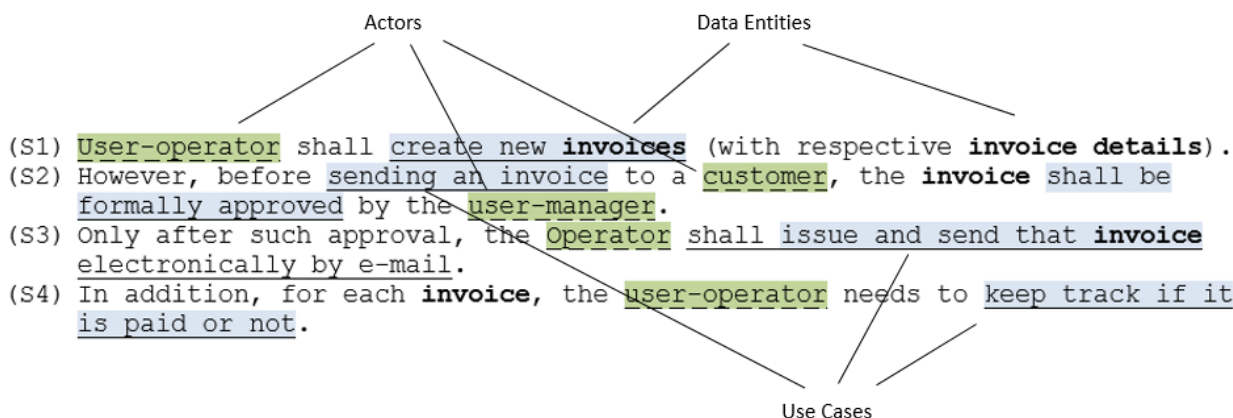 Actors Data Entities
(S1) User-operator shall create new invoices (with respective invoice details).
(S2) However, before sending an invoice to a customer, the invoice shall be
formally approved by the user-manager.
(S3) Only after such approval, the Operator shall issue and send that invoice
electronically by e-mail.
(S4) In addition, for each invoice, the user-operator needs to keep track if it
is paid or not.
Use Cases